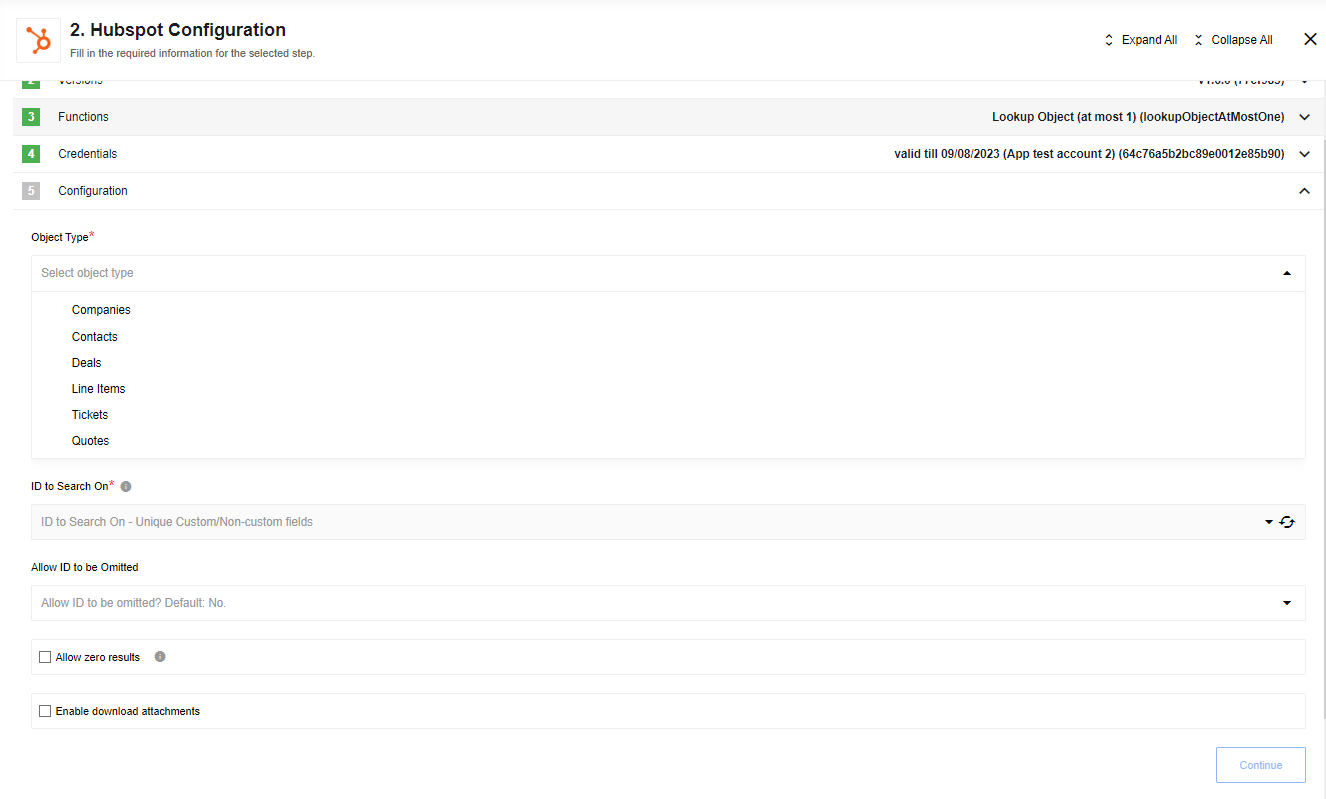 2. Hubspot Configuration
Fill in the required information for the selected step.
Expand All
Collapse All
2 Versions
3 Functions Lookup Object (at most 1) (lookupObjectAtMostOne)
4 Credentials valid till 09/08/2023 (App test account 2) (64c76a5b2bc89e0012e85b90)
5 Configuration
Object Type*
Select object type
Companies
Contacts
Deals
Line Items
Tickets
Quotes
ID to Search On*
ID to Search On - Unique Custom/Non-custom fields
Allow ID to be Omitted
Allow ID to be omitted? Default: No.
Allow zero results
Enable download attachments
Continue